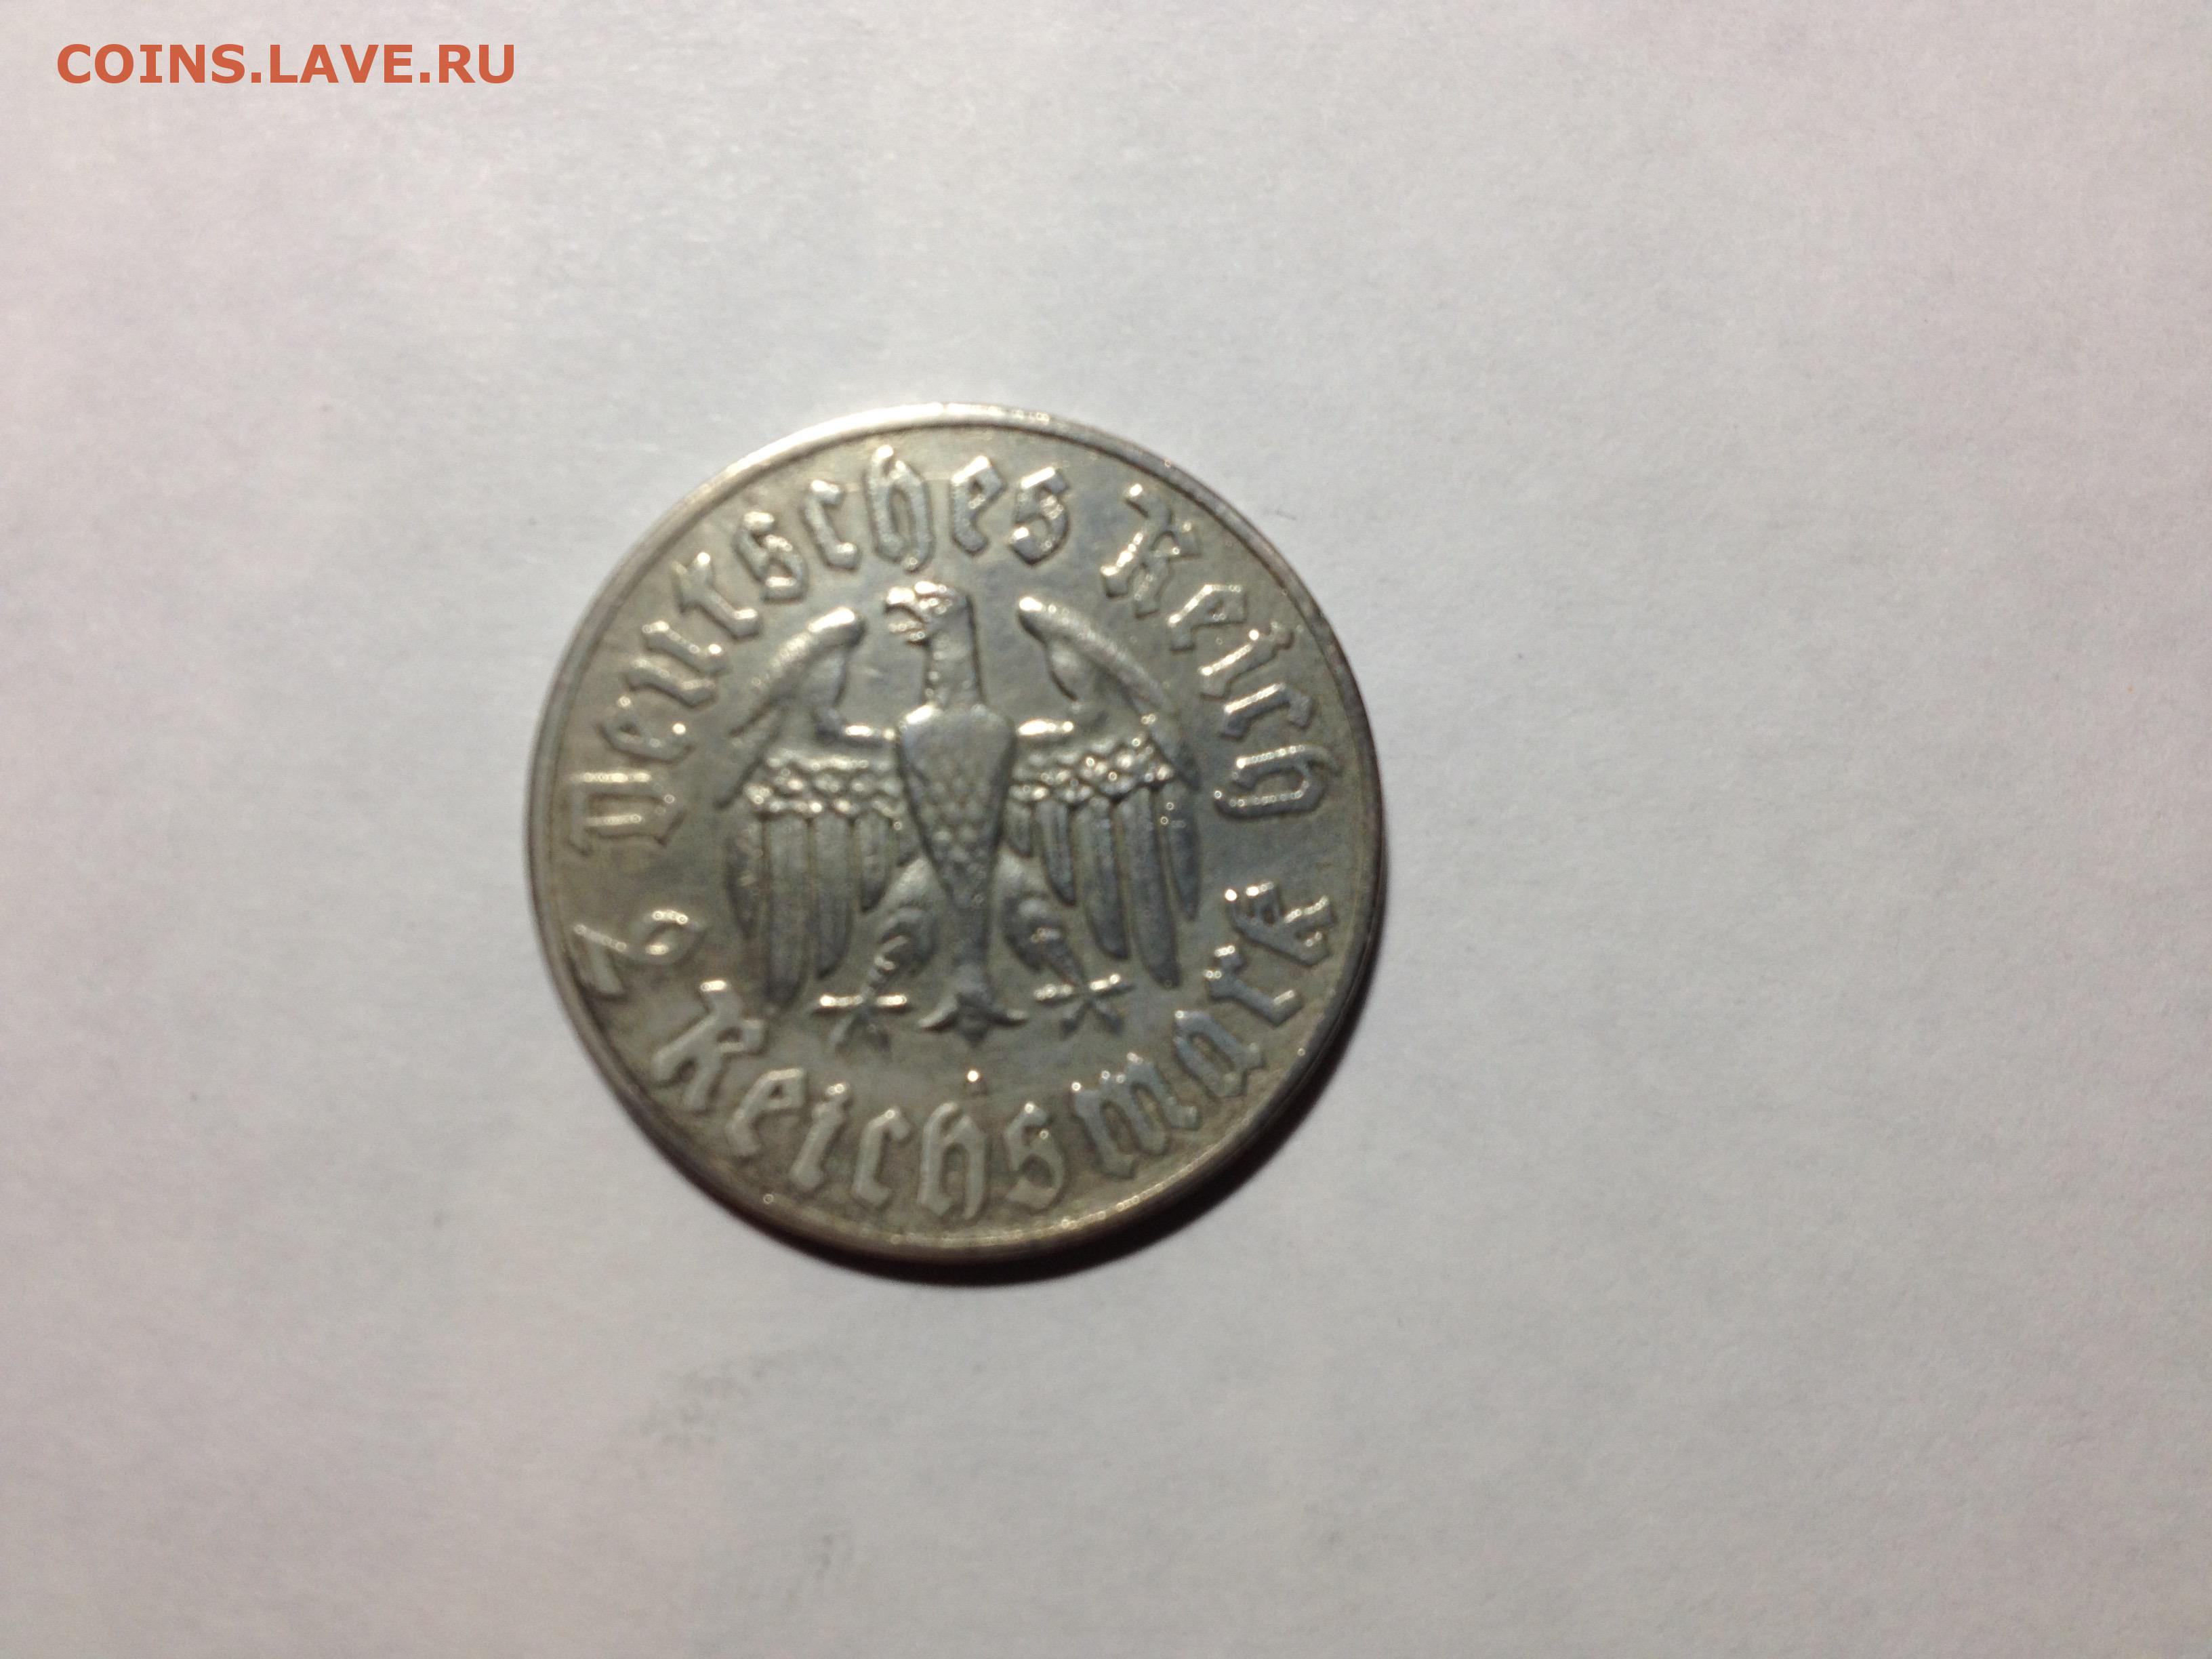 COINS.LAVE.RU
Deutsches Reich
2 Reichsmark